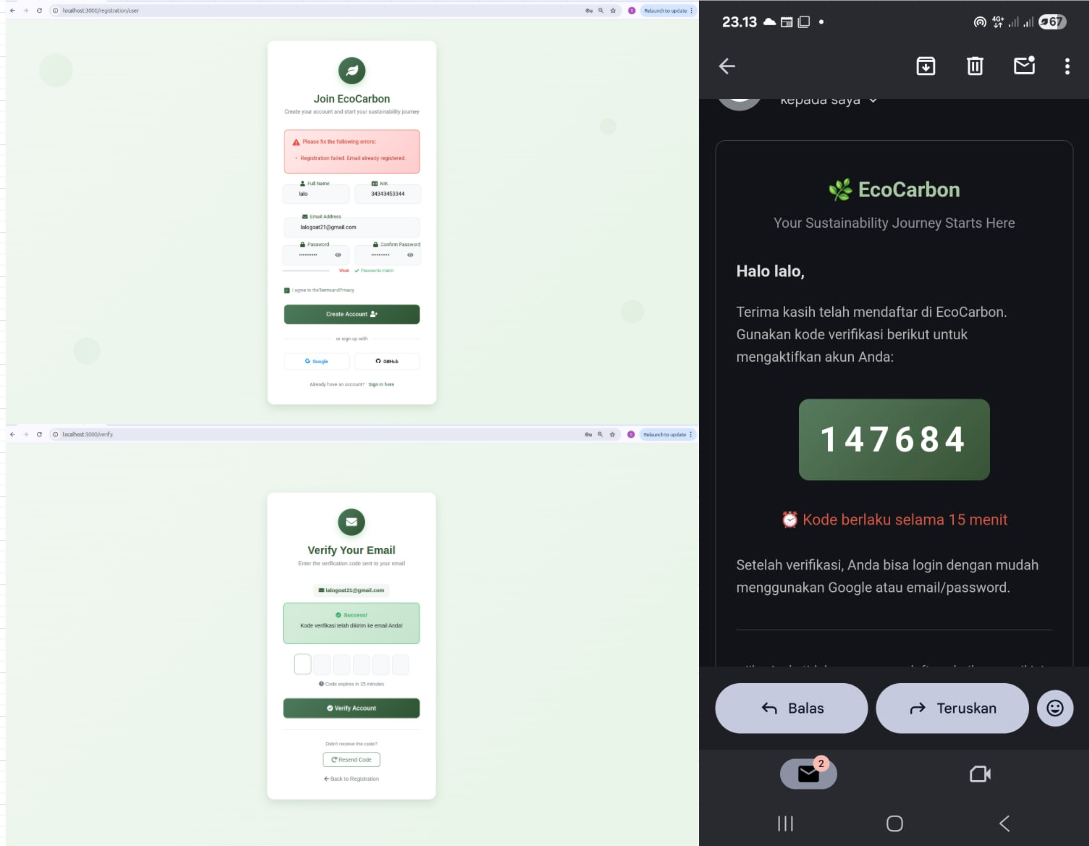 localhost:3000/registration/user
Relaunch to update
Join EcoCarbon
Create your account and start your sustainability journey
Please fix the following errors:
Registration failed. Email already registered.
Full Name
NIK
lalo
34343453344
Email Address
lalogoat21@gmail.com
Password
Confirm Password
Weak
Passwords match
I agree to theTermsandPrivacy
Create Account
or sign up with
Google
GitHub
Already have an account? Sign in here
localhost:3000/verify
Relaunch to update
Verify Your Email
Enter the verification code sent to your email
lalogoat21@gmail.com
Success!
Kode verifikasi telah dikirim ke email Anda!
Code expires in 15 minutes
Verify Account
Didn't receive the code?
Resend Code
Back to Registration
23.13
4G+
67
kepada saya
EcoCarbon
Your Sustainability Journey Starts Here
Halo lalo,
Terima kasih telah mendaftar di EcoCarbon.
Gunakan kode verifikasi berikut untuk
mengaktifkan akun Anda:
147684
Kode berlaku selama 15 menit
Setelah verifikasi, Anda bisa login dengan mudah
menggunakan Google atau email/password.
Balas
Teruskan
2